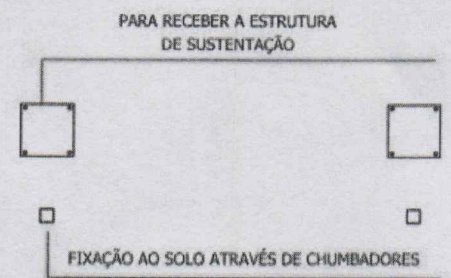 PARA RECEBER A ESTRUTURA
DE SUSTENTAÇÃO
FIXAÇÃO AO SOLO ATRAVÉS DE CHUMBADORES